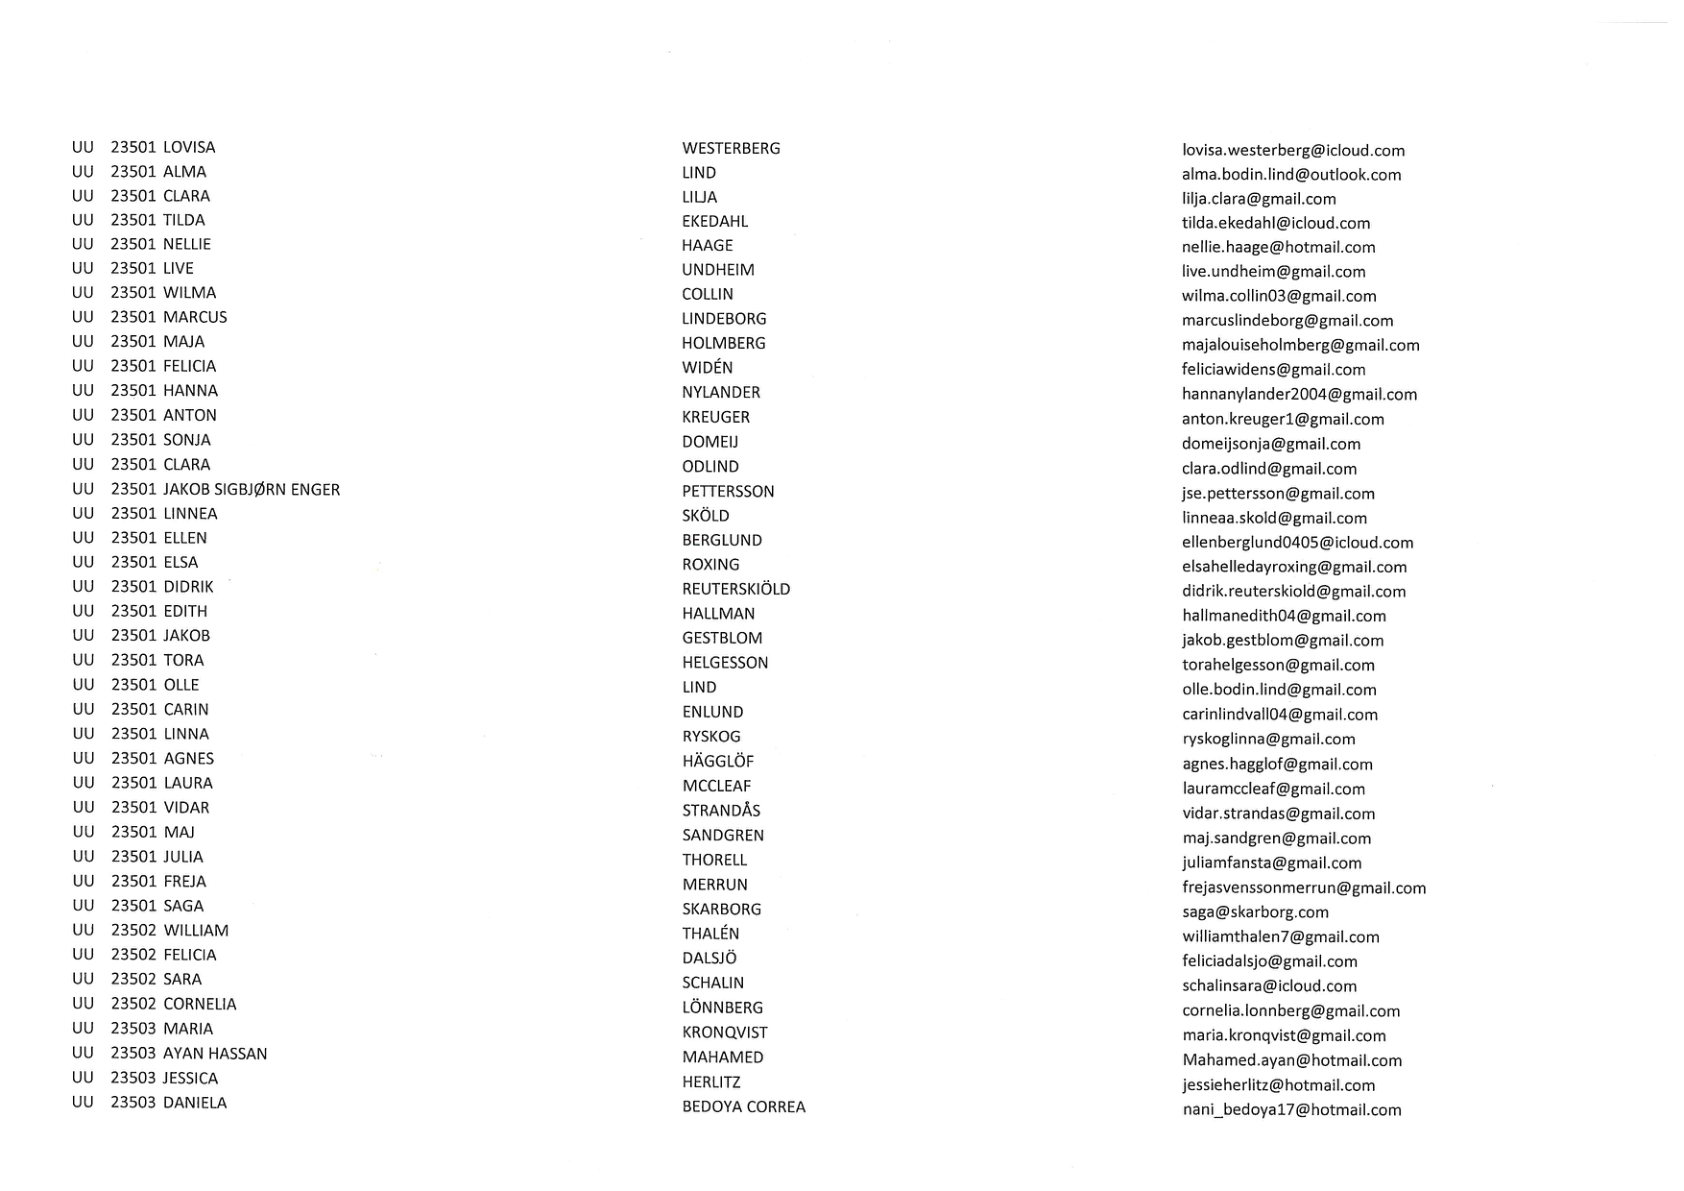 UU 23501 LOVISA WESTERBERG lovisa.westerberg@icloud.com
UU 23501 ALMA LIND alma.bodin.lind@outlook.com
UU 23501 CLARA LILJA lilja.clara@gmail.com
UU 23501 TILDA EKEDAHL tilda.ekedahl@icloud.com
UU 23501 NELLIE HAAGE nellie.haage@hotmail.com
UU 23501 LIVE UNDHEIM live.undheim@gmail.com
UU 23501 WILMA COLLIN wilma.collin03@gmail.com
UU 23501 MARCUS LINDEBORG marcuslindeborg@gmail.com
UU 23501 MAJA HOLMBERG majalouiseholmberg@gmail.com
UU 23501 FELICIA WIDÉN feliciawidens@gmail.com
UU 23501 HANNA NYLANDER hannanylander2004@gmail.com
UU 23501 ANTON KREUGER anton.kreuger1@gmail.com
UU 23501 SONJA DOMEIJ domeijsonja@gmail.com
UU 23501 CLARA ODLIND clara.odlind@gmail.com
UU 23501 JAKOB SIGBJØRN ENGER PETTERSSON jse.pettersson@gmail.com
UU 23501 LINNEA SKÖLD linneaa.skold@gmail.com
UU 23501 ELLEN BERGLUND ellenberglund0405@icloud.com
UU 23501 ELSA ROXING elsahelledayroxing@gmail.com
UU 23501 DIDRIK REUTERSKIÖLD didrik.reuterskiold@gmail.com
UU 23501 EDITH HALLMAN hallmanedith04@gmail.com
UU 23501 JAKOB GESTBLOM jakob.gestblom@gmail.com
UU 23501 TORA HELGESSON torahelgesson@gmail.com
UU 23501 OLLE LIND olle.bodin.lind@gmail.com
UU 23501 CARIN ENLUND carinlindvall04@gmail.com
UU 23501 LINNA RYSKOG ryskoglinna@gmail.com
UU 23501 AGNES HÄGGLÖF agnes.hagglof@gmail.com
UU 23501 LAURA MCCLEAF lauramccleaf@gmail.com
UU 23501 VIDAR STRANDÅS vidar.strandas@gmail.com
UU 23501 MAJ SANDGREN maj.sandgren@gmail.com
UU 23501 JULIA THORELL juliamfansta@gmail.com
UU 23501 FREJA MERRUN frejasvenssonmerrun@gmail.com
UU 23501 SAGA SKARBORG saga@skarborg.com
UU 23502 WILLIAM THALÉN williamthalen7@gmail.com
UU 23502 FELICIA DALSJÖ feliciadalsjo@gmail.com
UU 23502 SARA SCHALIN schalinsara@icloud.com
UU 23502 CORNELIA LÖNNBERG cornelia.lonnberg@gmail.com
UU 23503 MARIA KRONQVIST maria.kronqvist@gmail.com
UU 23503 AYAN HASSAN MAHAMED Mahamed.ayan@hotmail.com
UU 23503 JESSICA HERLITZ jessieherlitz@hotmail.com
UU 23503 DANIELA BEDOYA CORREA nani_bedoya17@hotmail.com